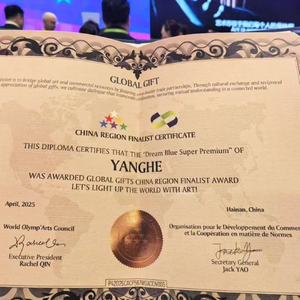 GLOBAL GIFT
CHINA REGION FINALIST CERTIFICATE
THIS DIPLOMA CERTIFIES THAT THE "Dream Blue Super Premium" OF
YANGHE
WAS AWARDED GLOBAL GIFTS CHINA REGION FINALIST AWARD
LET'S LIGHT UP THE WORLD WITH ART!
April, 2025
Hainan, China
World Olymp'Arts Council
Organisation pour le Développement du Commerce
et la Coopération en matière de Normes
Executive President
Rachel QIN
Secretary General
Jack YAO